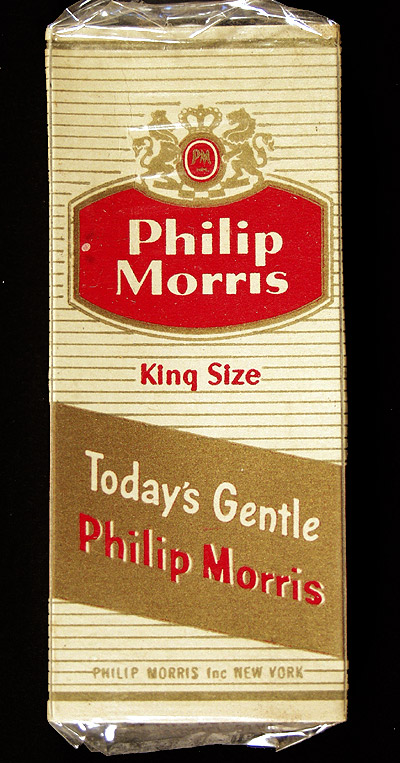 PM
Philip
Morris
King Size
Today's Gentle
Philip Morris
PHILIP MORRIS Inc NEW YORK